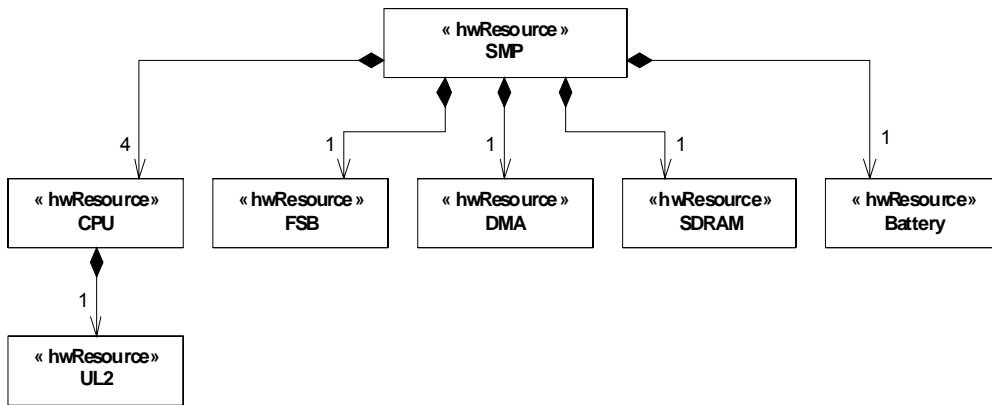 « hwResource »
SMP
4
1
1
1
1
« hwResource»
CPU
« hwResource»
FSB
« hwResource»
DMA
«hwResource»
SDRAM
« hwResource»
Battery
1
« hwResource»
UL2